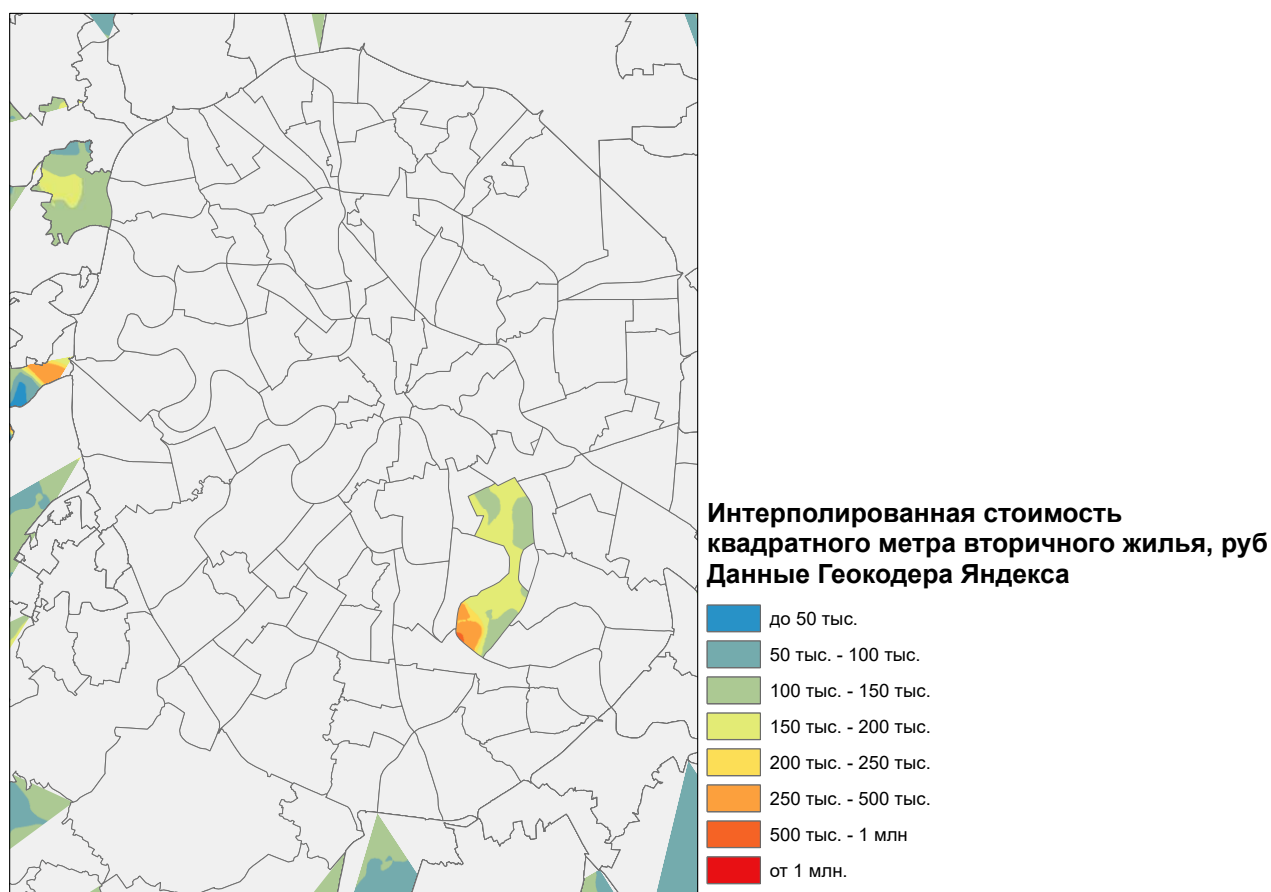 Интерполированная стоимость
квадратного метра вторичного жилья, руб
Данные Геокодера Яндекса
до 50 тыс.
50 тыс. - 100 тыс.
100 тыс. - 150 тыс.
150 тыс. - 200 тыс.
200 тыс. - 250 тыс.
250 тыс. - 500 тыс.
500 тыс. - 1 млн
от 1 млн.